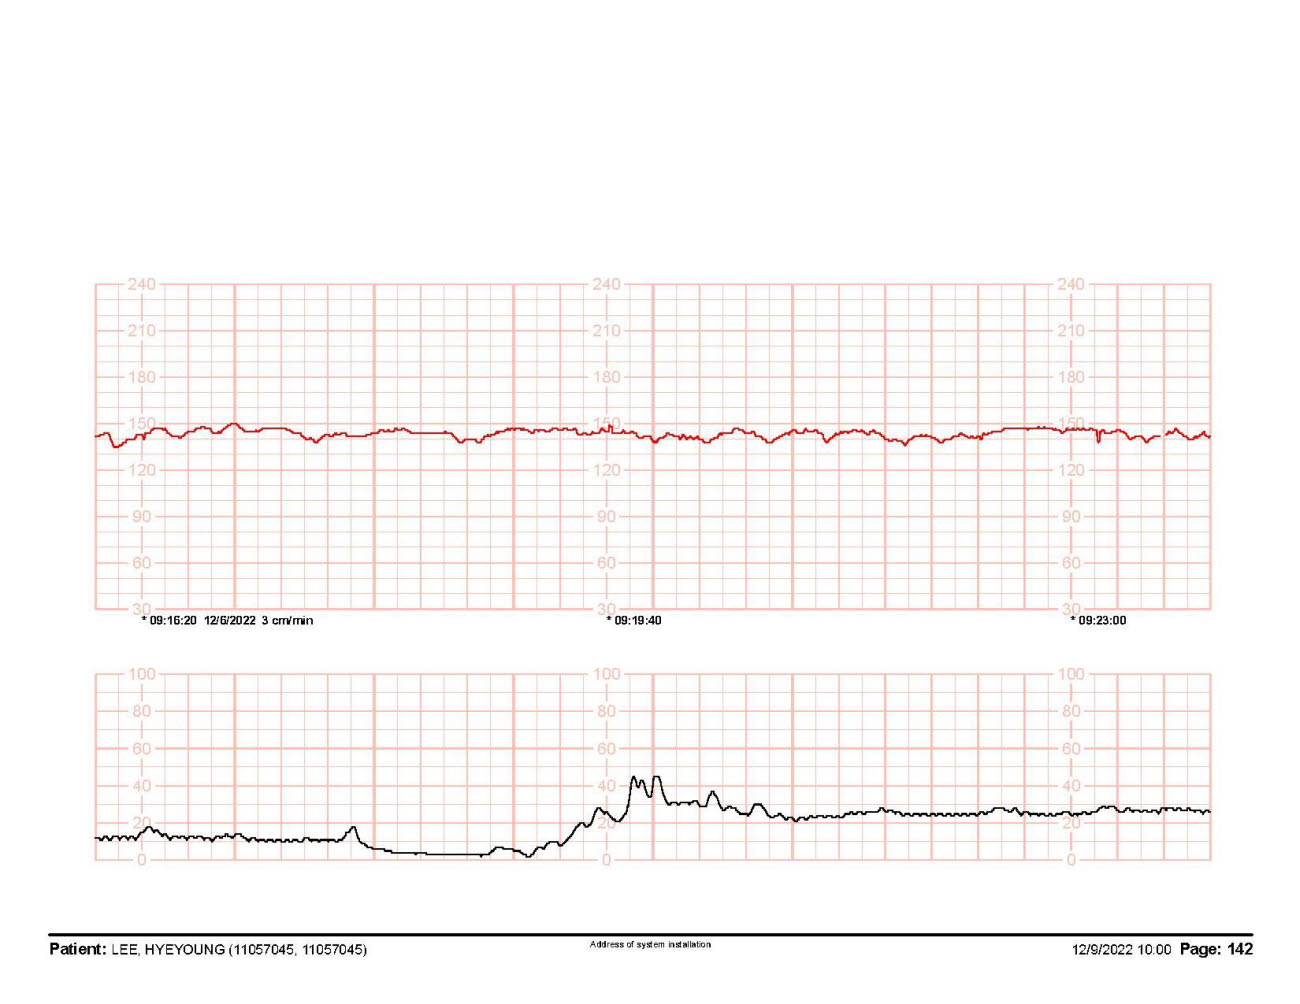 240 240 240
210 210 210
180 180 180
150 150 150
120 120 120
90 90 90
60 60 60
30 30 30
* 09:16:20 12/6/2022 3 cm/min * 09:19:40 * 09:23:00
100 100 100
80 80 80
60 60 60
40 40 40
20 20 20
0 0 0
Patient: LEE, HYEYOUNG (11057045, 11057045) Address of system installation 12/9/2022 10:00 Page: 142